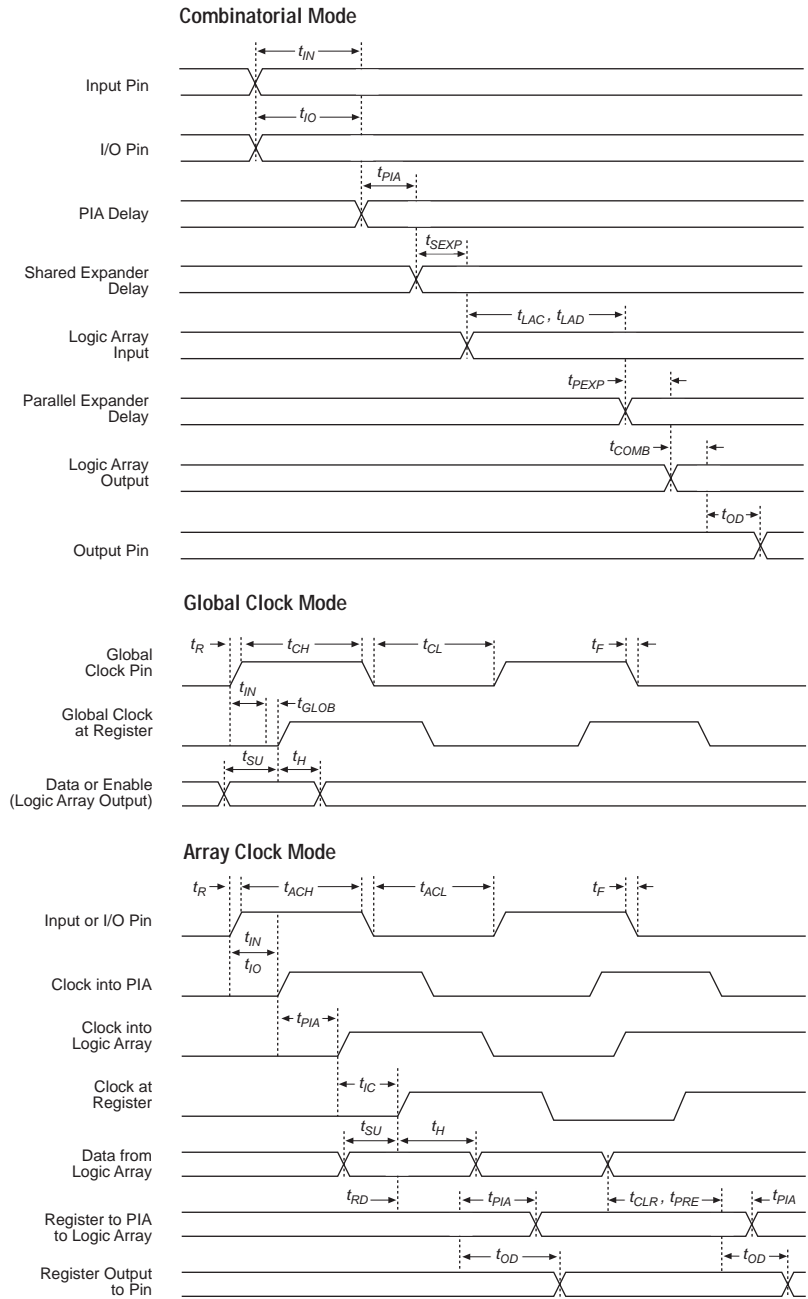 Combinatorial Mode
tIN
Input Pin
tIO
I/O Pin
tPIA
PIA Delay
tSEXP
Shared Expander
Delay
tLAC , tLAD
Logic Array
Input
tPEXP
Parallel Expander
Delay
tCOMB
Logic Array
Output
tOD
Output Pin
Global Clock Mode
tR
tCH
tCL
tF
Global
Clock Pin
tIN
tGLOB
Global Clock
at Register
tSU
tH
Data or Enable
(Logic Array Output)
Array Clock Mode
tR
tACH
tACL
tF
Input or I/O Pin
tIN
tIO
Clock into PIA
tPIA
Clock into
Logic Array
tIC
Clock at
Register
tSU
tH
Data from
Logic Array
tRD
tPIA
tCLR , tPRE
tPIA
Register to PIA
to Logic Array
tOD
tOD
Register Output
to Pin